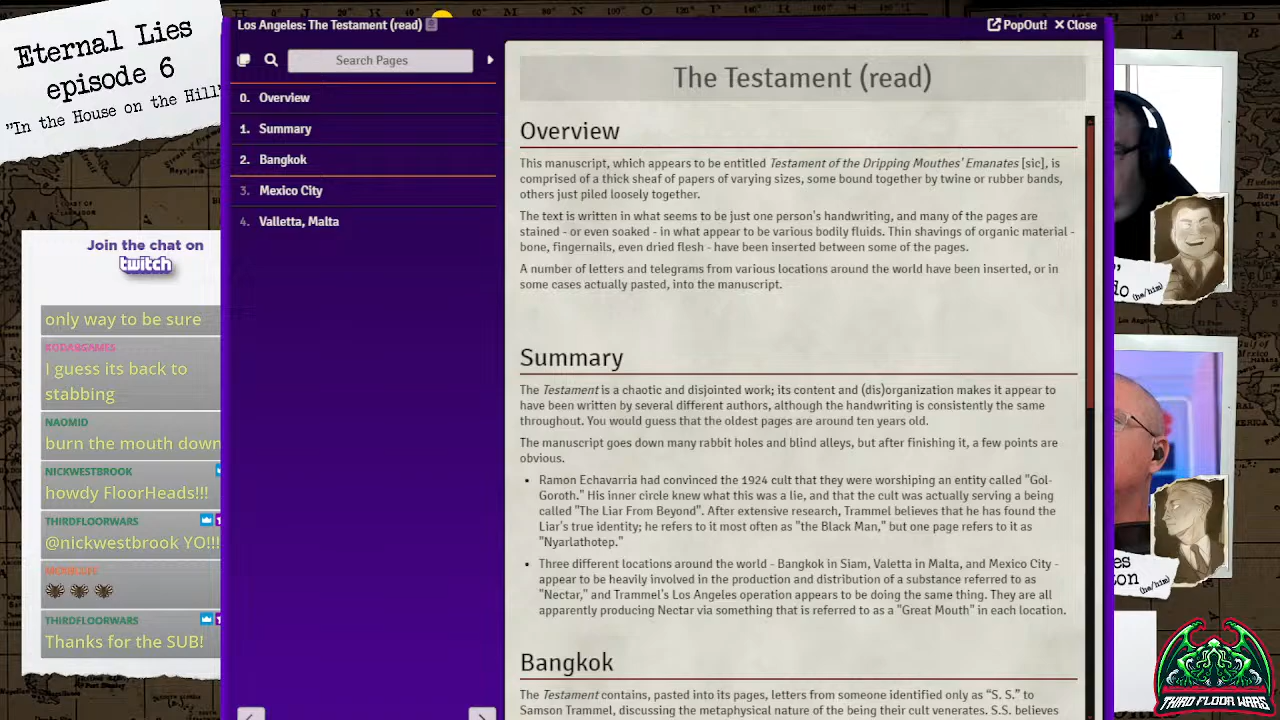 Eternal Lies
episode 6
"In the House on the Hill"
Los Angeles: The Testament (read)
PopOut!
Close
Search Pages
0. Overview
1. Summary
2. Bangkok
3. Mexico City
4. Valletta, Malta
The Testament (read)
Overview
This manuscript, which appears to be entitled Testament of the Dripping Mouthes' Emanates [sic], is
comprised of a thick sheaf of papers of varying sizes, some bound together by twine or rubber bands,
others just piled loosely together.
The text is written in what seems to be just one person's handwriting, and many of the pages are
stained - or even soaked - in what appear to be various bodily fluids. Thin shavings of organic material -
bone, fingernails, even dried flesh - have been inserted between some of the pages.
A number of letters and telegrams from various locations around the world have been inserted, or in
some cases actually pasted, into the manuscript.
Summary
The Testament is a chaotic and disjointed work; its content and (dis)organization makes it appear to
have been written by several different authors, although the handwriting is consistently the same
throughout. You would guess that the oldest pages are around ten years old.
The manuscript goes down many rabbit holes and blind alleys, but after finishing it, a few points are
obvious.
• Ramon Echavarria had convinced the 1924 cult that they were worshiping an entity called "Gol-
Goroth." His inner circle knew what this was a lie, and that the cult was actually serving a being
called "The Liar From Beyond". After extensive research, Trammel believes that he has found the
Liar's true identity; he refers to it most often as "the Black Man," but one page refers to it as
"Nyarlathotep."
• Three different locations around the world - Bangkok in Siam, Valetta in Malta, and Mexico City -
appear to be heavily involved in the production and distribution of a substance referred to as
"Nectar," and Trammel's Los Angeles operation appears to be doing the same thing. They are all
apparently producing Nectar via something that is referred to as a "Great Mouth" in each location.
Bangkok
The Testament contains, pasted into its pages, letters from someone identified only as “S. S.” to
Trammel, discussing the metaphysical nature of the being their cult venerates. S.S. believes
Join the chat on
twitch
only way to be sure
KODANGAMES
I guess its back to
stabbing
NAOMID
burn the mouth down
NICKWESTBROOK
howdy FloorHeads!!!
THIRDFLOORWARS
@nickwestbrook YO!!!
THIRDFLOORWARS
Thanks for the SUB!
(he/him)
(he/him)
THIRD FLOOR WARS